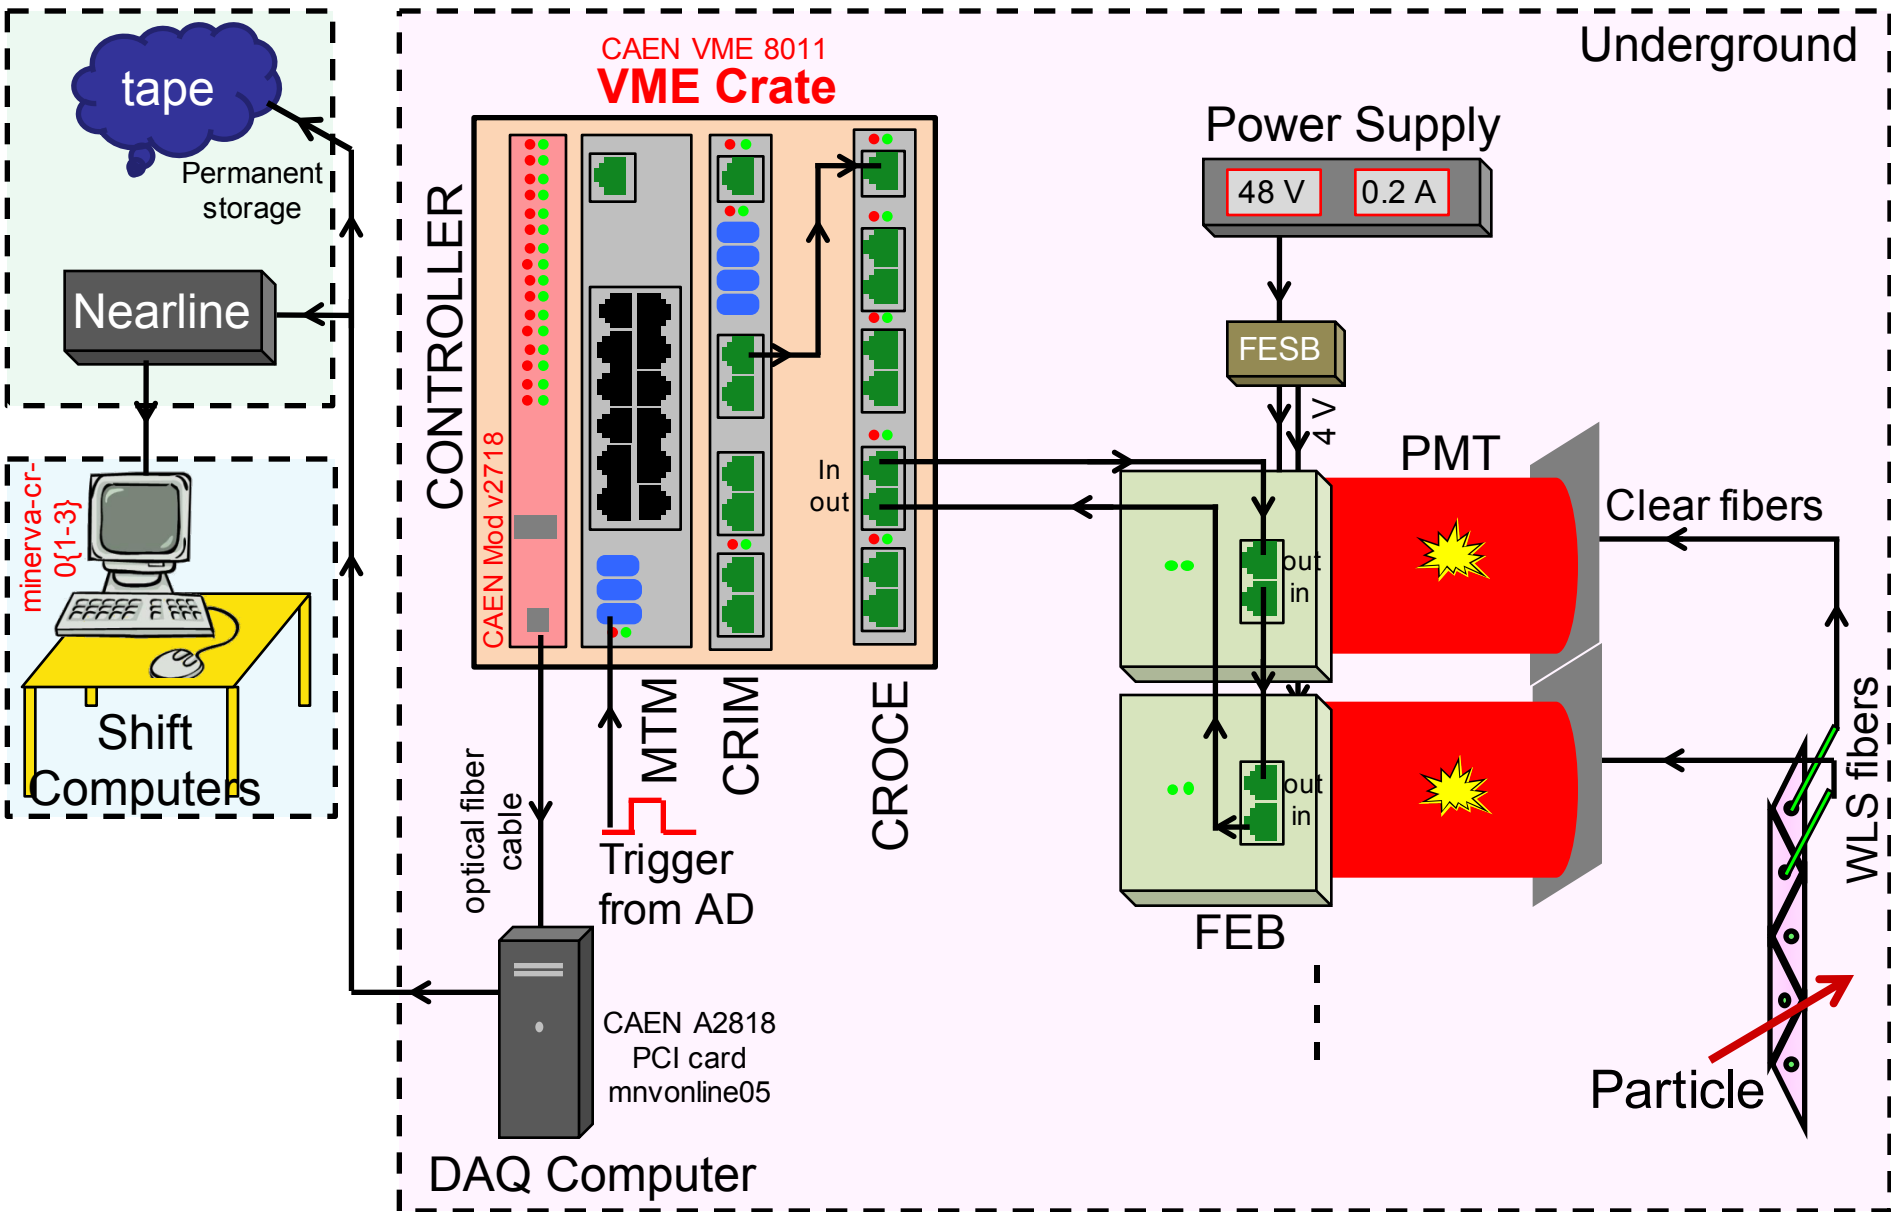 tape
Permanent
storage
Nearline
minerva-cr-
0{1-3}
Shift
Computers
Underground
CAEN VME 8011
VME Crate
CONTROLLER
CAEN Mod v2718
In
out
MTM
CRIM
CROCE
optical fiber
cable
Trigger
from AD
CAEN A2818
PCI card
mnvonline05
DAQ Computer
Power Supply
48 V
0.2 A
FESB
4 V
PMT
out
in
out
in
FEB
Clear fibers
WLS fibers
Particle